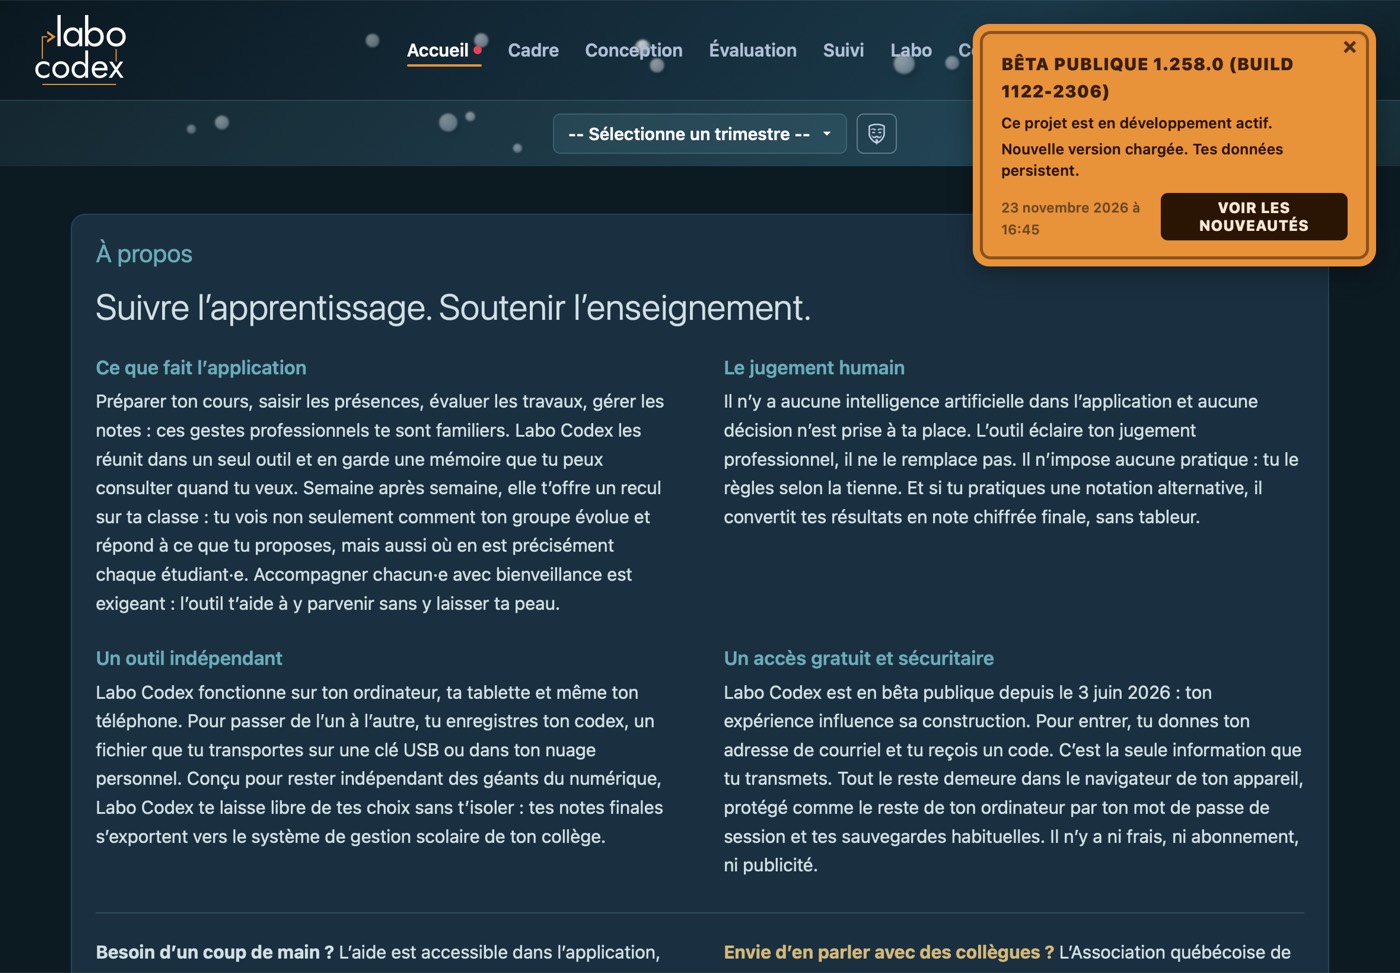 labo
codex
Accueil
Cadre
Conception
Évaluation
Suivi
Labo
-- Sélectionne un trimestre --
BÊTA PUBLIQUE 1.258.0 (BUILD
1122-2306)
Ce projet est en développement actif.
Nouvelle version chargée. Tes données
persistent.
23 novembre 2026 à
16:45
VOIR LES
NOUVEAUTÉS
À propos
Suivre l’apprentissage. Soutenir l’enseignement.
Ce que fait l’application
Préparer ton cours, saisir les présences, évaluer les travaux, gérer les
notes : ces gestes professionnels te sont familiers. Labo Codex les
réunit dans un seul outil et en garde une mémoire que tu peux
consulter quand tu veux. Semaine après semaine, elle t’offre un recul
sur ta classe : tu vois non seulement comment ton groupe évolue et
répond à ce que tu proposes, mais aussi où en est précisément
chaque étudiant·e. Accompagner chacun·e avec bienveillance est
exigeant : l’outil t’aide à y parvenir sans y laisser ta peau.
Le jugement humain
Il n’y a aucune intelligence artificielle dans l’application et aucune
décision n’est prise à ta place. L’outil éclaire ton jugement
professionnel, il ne le remplace pas. Il n’impose aucune pratique : tu le
règles selon la tienne. Et si tu pratiques une notation alternative, il
convertit tes résultats en note chiffrée finale, sans tableur.
Un outil indépendant
Labo Codex fonctionne sur ton ordinateur, ta tablette et même ton
téléphone. Pour passer de l’un à l’autre, tu enregistres ton codex, un
fichier que tu transportes sur une clé USB ou dans ton nuage
personnel. Conçu pour rester indépendant des géants du numérique,
Labo Codex te laisse libre de tes choix sans t’isoler : tes notes finales
s’exportent vers le système de gestion scolaire de ton collège.
Un accès gratuit et sécuritaire
Labo Codex est en bêta publique depuis le 3 juin 2026 : ton
expérience influence sa construction. Pour entrer, tu donnes ton
adresse de courriel et tu reçois un code. C’est la seule information que
tu transmets. Tout le reste demeure dans le navigateur de ton appareil,
protégé comme le reste de ton ordinateur par ton mot de passe de
session et tes sauvegardes habituelles. Il n’y a ni frais, ni abonnement,
ni publicité.
Besoin d’un coup de main ? L’aide est accessible dans l’application,
Envie d’en parler avec des collègues ? L’Association québécoise de